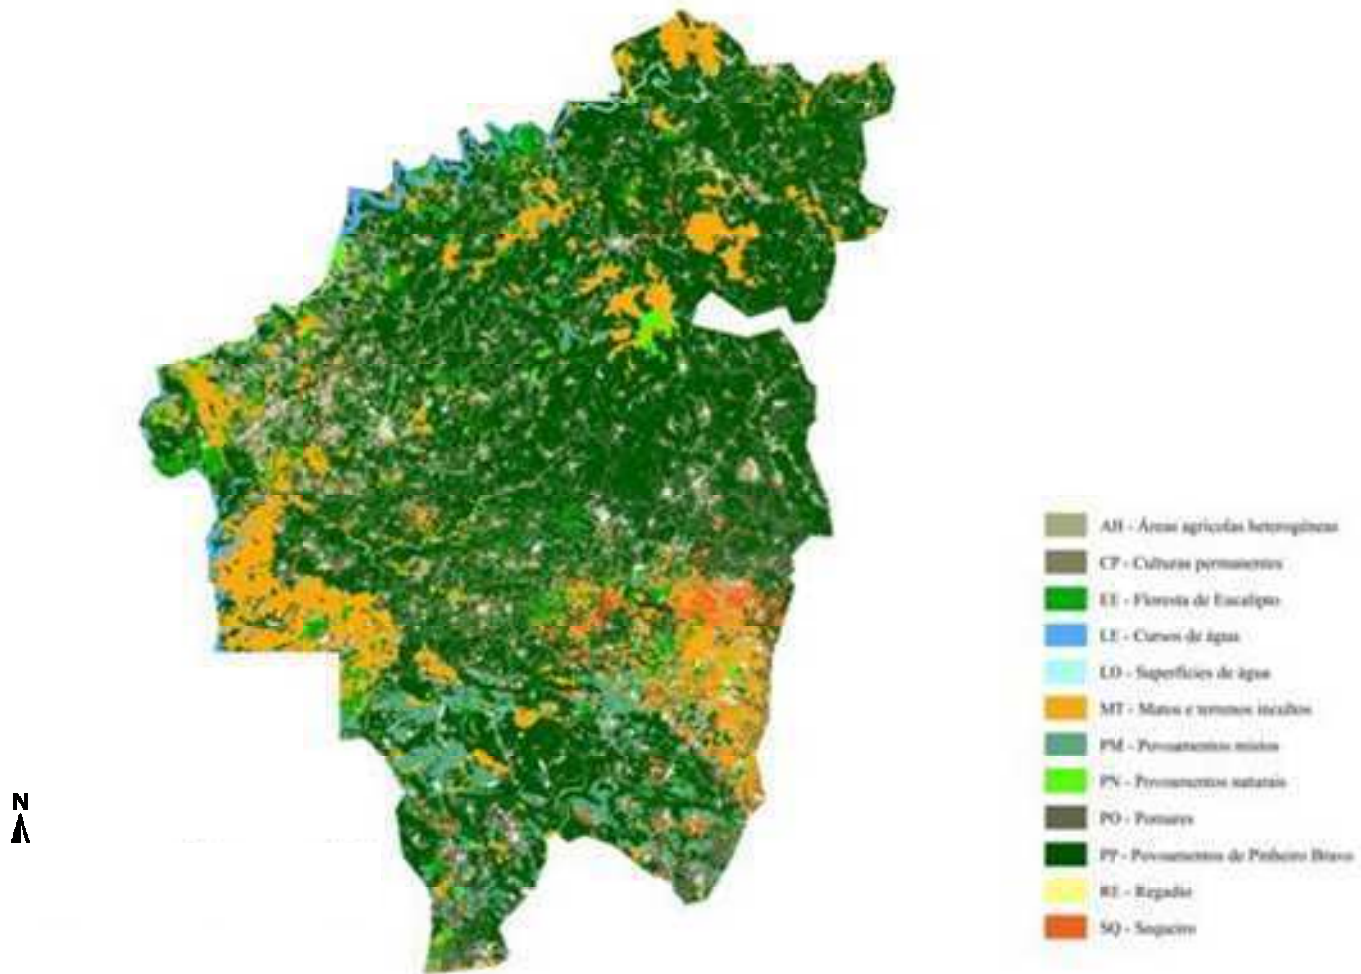 AH - Áreas agrícolas heterogéneas
CP - Culturas permanentes
EE - Floresta de Eucalipto
LE - Cursos de água
LO - Superfícies de água
MT - Matos e terrenos incultos
PM - Povoamentos mistos
PN - Povoamentos naturais
PO - Pomares
PP - Povoamentos de Pinheiro Bravo
RE - Regadio
SQ - Sequeiro
N